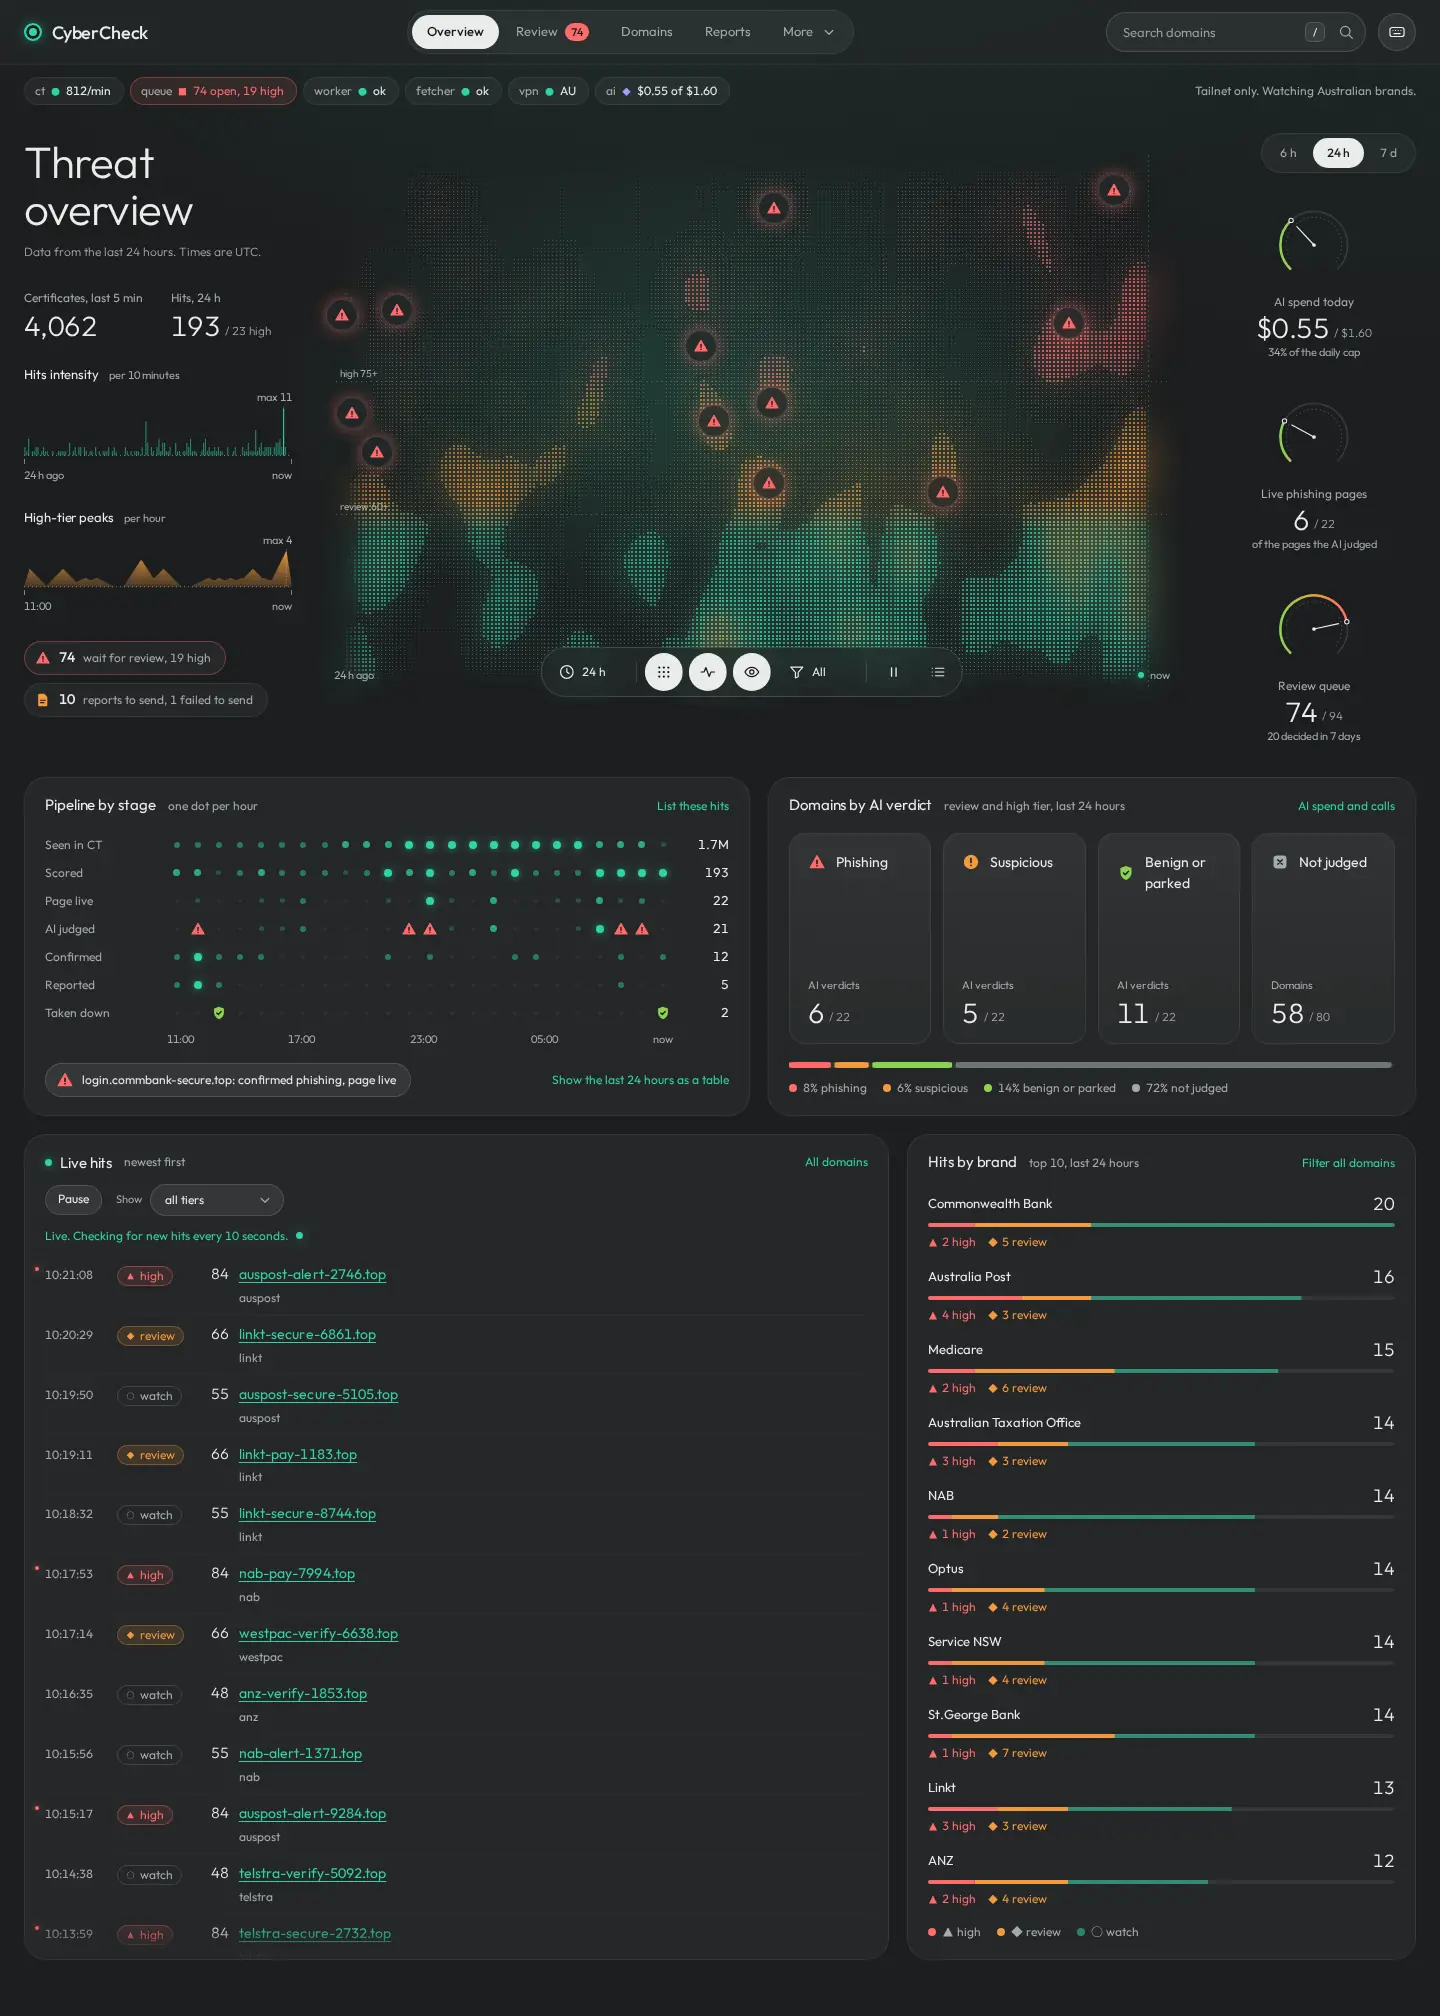 CyberCheck
Overview
Review 74
Domains
Reports
More
Search domains /
ct 812/min
queue 74 open, 19 high
worker ok
fetcher ok
vpn AU
ai $0.55 of $1.60
Tailnet only. Watching Australian brands.
Threat
overview
Data from the last 24 hours. Times are UTC.
Certificates, last 5 min
4,062
Hits, 24 h
193 / 23 high
Hits intensity per 10 minutes
max 11
24 h ago now
High-tier peaks per hour
max 4
11:00 now
74 wait for review, 19 high
10 reports to send, 1 failed to send
high 75+
review 60+
24 h ago
now
24 h
All
6 h 24 h 7 d
AI spend today
$0.55 / $1.60
34% of the daily cap
Live phishing pages
6 / 22
of the pages the AI judged
Review queue
74 / 94
20 decided in 7 days
Pipeline by stage one dot per hour List these hits
Seen in CT 1.7M
Scored 193
Page live 22
AI judged 21
Confirmed 12
Reported 5
Taken down 2
11:00 17:00 23:00 05:00 now
login.commbank-secure.top: confirmed phishing, page live
Show the last 24 hours as a table
Domains by AI verdict review and high tier, last 24 hours AI spend and calls
Phishing
AI verdicts
6 / 22
Suspicious
AI verdicts
5 / 22
Benign or
parked
AI verdicts
11 / 22
Not judged
Domains
58 / 80
8% phishing 6% suspicious 14% benign or parked 72% not judged
Live hits newest first All domains
Pause Show all tiers
Live. Checking for new hits every 10 seconds.
10:21:08 high 84 auspost-alert-2746.top
auspost
10:20:29 review 66 linkt-secure-6861.top
linkt
10:19:50 watch 55 auspost-secure-5105.top
auspost
10:19:11 review 66 linkt-pay-1183.top
linkt
10:18:32 watch 55 linkt-secure-8744.top
linkt
10:17:53 high 84 nab-pay-7994.top
nab
10:17:14 review 66 westpac-verify-6638.top
westpac
10:16:35 watch 48 anz-verify-1853.top
anz
10:15:56 watch 55 nab-alert-1371.top
nab
10:15:17 high 84 auspost-alert-9284.top
auspost
10:14:38 watch 48 telstra-verify-5092.top
telstra
10:13:59 high 84 telstra-secure-2732.top
Hits by brand top 10, last 24 hours Filter all domains
Commonwealth Bank 20
2 high 5 review
Australia Post 16
4 high 3 review
Medicare 15
2 high 6 review
Australian Taxation Office 14
3 high 3 review
NAB 14
1 high 2 review
Optus 14
1 high 4 review
Service NSW 14
1 high 4 review
St.George Bank 14
1 high 7 review
Linkt 13
3 high 3 review
ANZ 12
2 high 4 review
high review watch